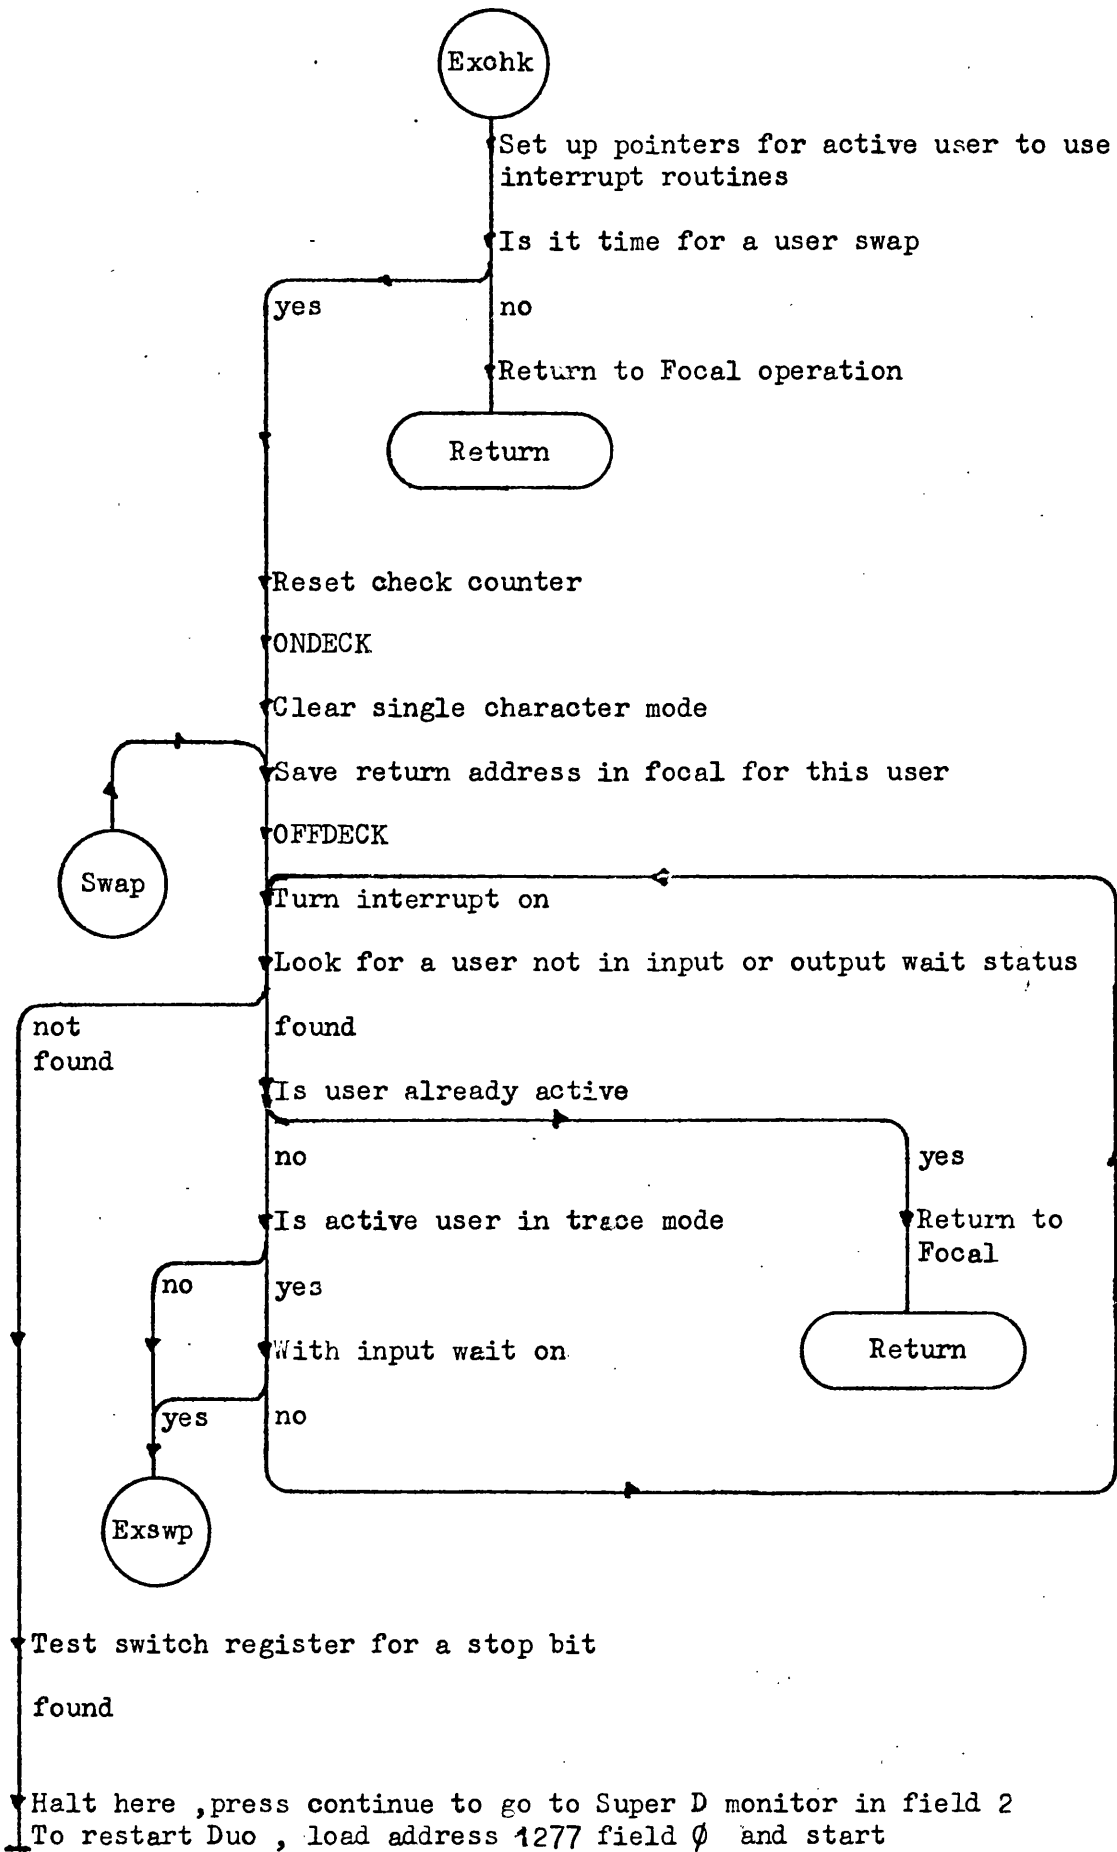 Exchk
Set up pointers for active user to use
interrupt routines
Is it time for a user swap
yes
no
Return to Focal operation
Return
Reset check counter
ONDECK
Clear single character mode
Save return address in focal for this user
OFFDECK
Swap
Turn interrupt on
Look for a user not in input or output wait status
not
found
found
Is user already active
no
yes
Is active user in trace mode
Return to
Focal
no
yes
With input wait on
Return
yes
no
Exswp
Test switch register for a stop bit
found
Halt here ,press continue to go to Super D monitor in field 2
To restart Duo , load address 1277 field Ø and start